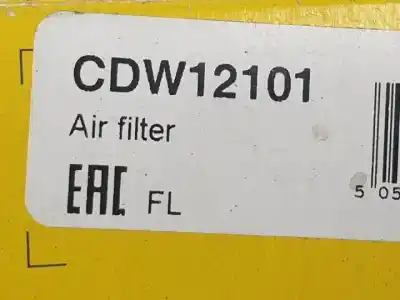 CDW12101
Air filter
EAC FL
5 05